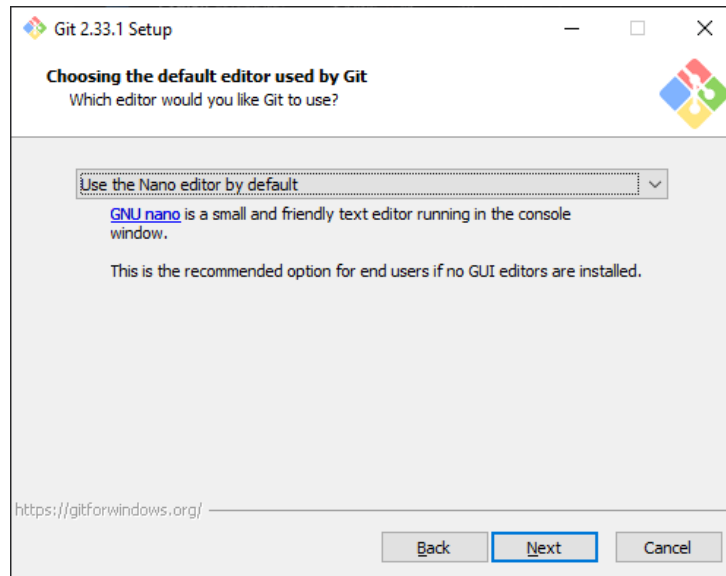 Git 2.33.1 Setup
Choosing the default editor used by Git
Which editor would you like Git to use?
Use the Nano editor by default
GNU nano is a small and friendly text editor running in the console
window.
This is the recommended option for end users if no GUI editors are installed.
https://gitforwindows.org/
Back Next Cancel